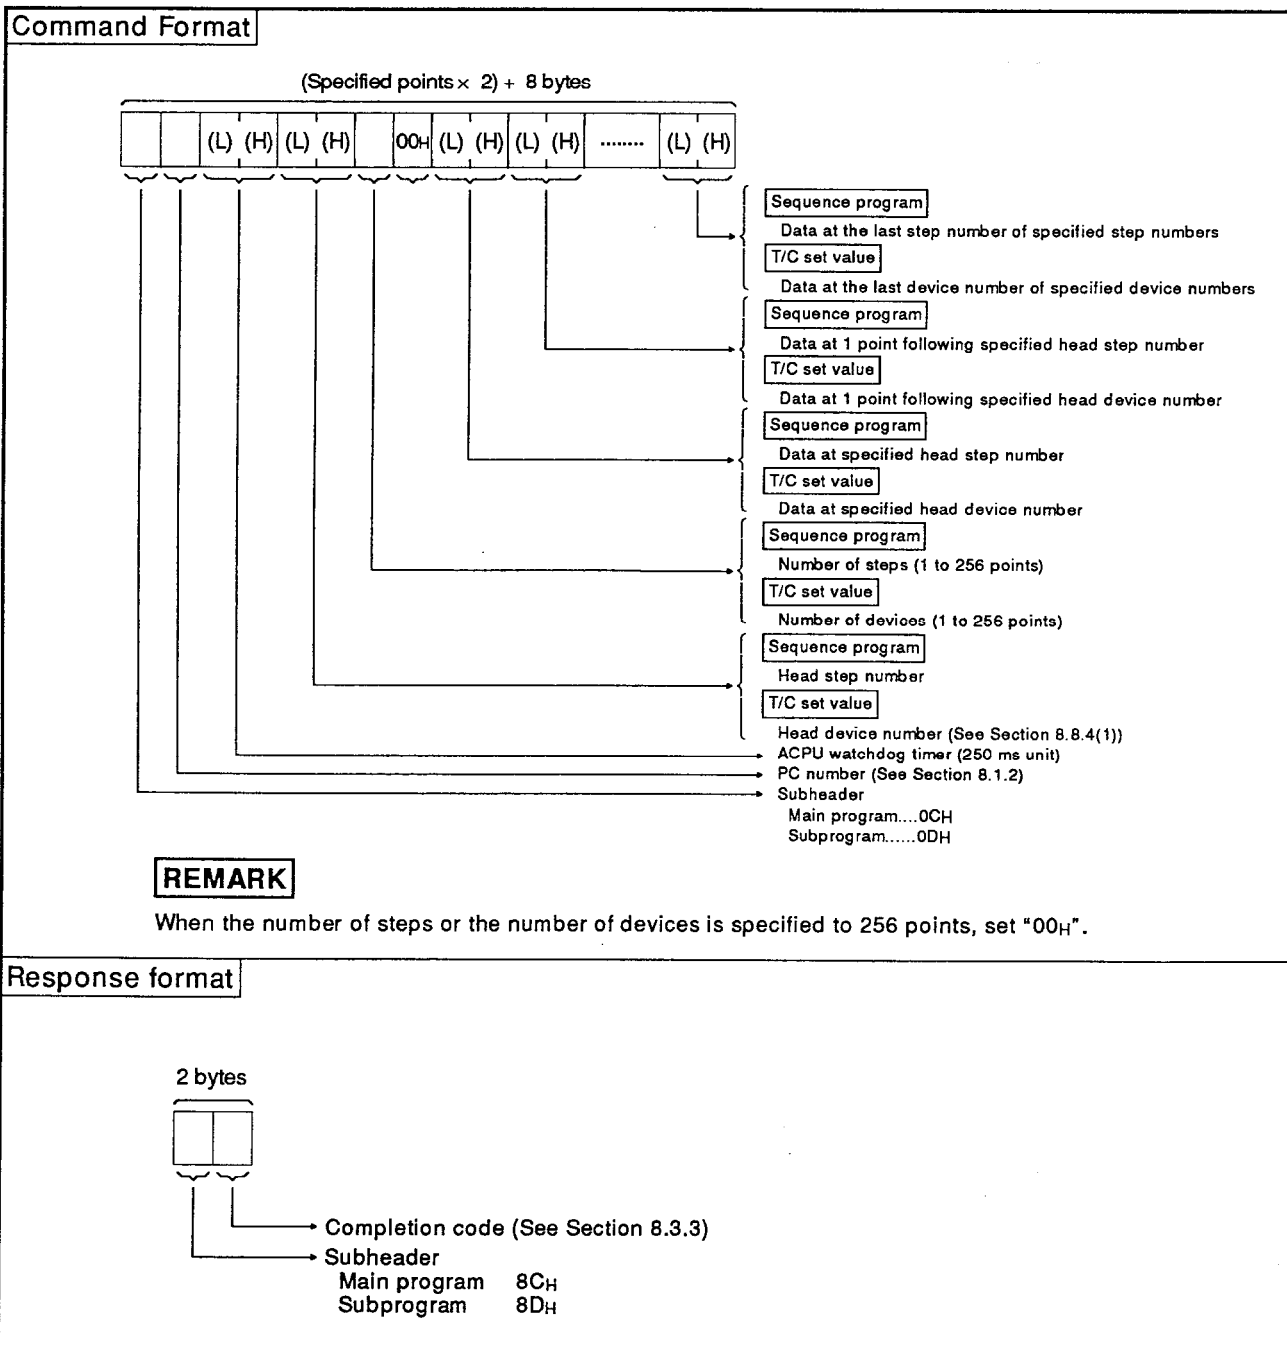 Command Format
(Specified points × 2) + 8 bytes
(L) (H) (L) (H) 00H (L) (H) (L) (H) ........ (L) (H)
Sequence program
Data at the last step number of specified step numbers
T/C set value
Data at the last device number of specified device numbers
Sequence program
Data at 1 point following specified head step number
T/C set value
Data at 1 point following specified head device number
Sequence program
Data at specified head step number
T/C set value
Data at specified head device number
Sequence program
Number of steps (1 to 256 points)
T/C set value
Number of devices (1 to 256 points)
Sequence program
Head step number
T/C set value
Head device number (See Section 8.8.4(1))
ACPU watchdog timer (250 ms unit)
PC number (See Section 8.1.2)
Subheader
Main program....0CH
Subprogram......0DH
REMARK
When the number of steps or the number of devices is specified to 256 points, set "00H".
Response format
2 bytes
Completion code (See Section 8.3.3)
Subheader
Main program 8CH
Subprogram 8DH